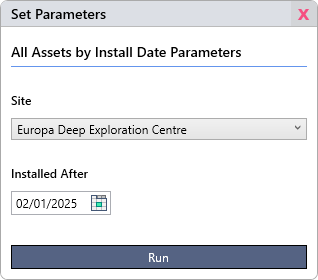 Set Parameters
X
All Assets by Install Date Parameters
Site
Europa Deep Exploration Centre
Installed After
02/01/2025
Run